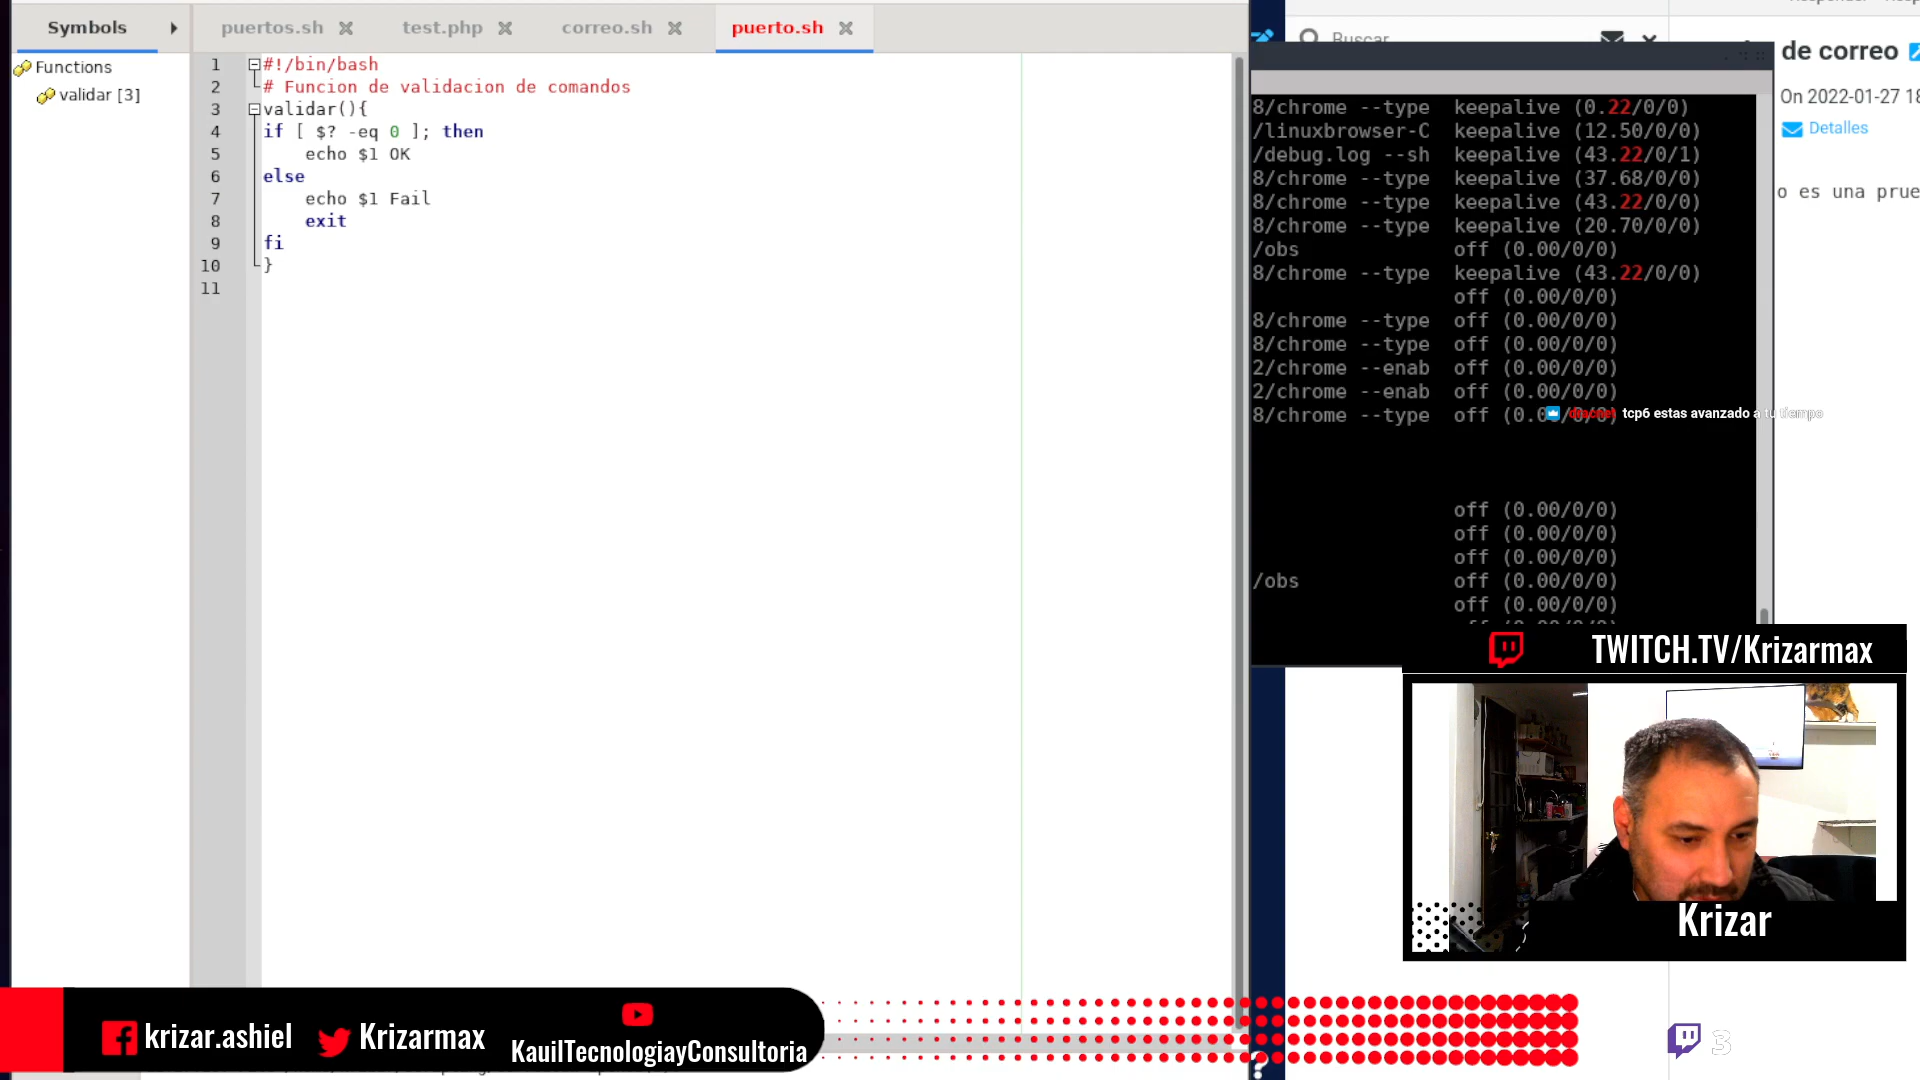 Symbols
puertos.sh
test.php
correo.sh
puerto.sh
Functions
validar [3]
1 #!/bin/bash
2 # Funcion de validacion de comandos
3 validar(){
4 if [ $? -eq 0 ]; then
5 echo $1 OK
6 else
7 echo $1 Fail
8 exit
9 fi
10 }
11
Buscar
8/chrome --type keepalive (0.22/0/0)
/linuxbrowser-C keepalive (12.50/0/0)
/debug.log --sh keepalive (43.22/0/1)
8/chrome --type keepalive (37.68/0/0)
8/chrome --type keepalive (43.22/0/0)
8/chrome --type keepalive (20.70/0/0)
/obs off (0.00/0/0)
8/chrome --type keepalive (43.22/0/0)
off (0.00/0/0)
8/chrome --type off (0.00/0/0)
8/chrome --type off (0.00/0/0)
2/chrome --enab off (0.00/0/0)
2/chrome --enab off (0.00/0/0)
8/chrome --type off (0.00/0/0)
tcp6 estas avanzado a tu tiempo
off (0.00/0/0)
off (0.00/0/0)
off (0.00/0/0)
/obs off (0.00/0/0)
off (0.00/0/0)
de correo
On 2022-01-27 18
Detalles
o es una prue
TWITCH.TV/Krizarmax
Krizar
krizar.ashiel
Krizarmax
KauilTecnologiayConsultoria
3